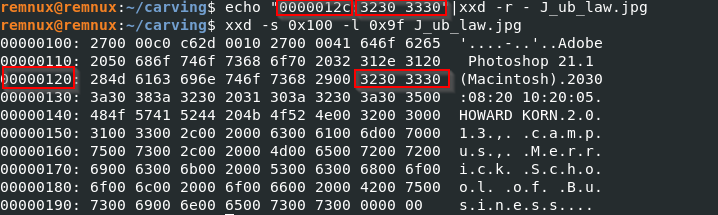 remnux@remnux:~/carving$ echo "0000012c 3230 3330"|xxd -r - J_ub_law.jpg
remnux@remnux:~/carving$ xxd -s 0x100 -l 0x9f J_ub_law.jpg
00000100: 2700 00c0 c62d 0010 2700 0041 646f 6265 '....-..'..Adobe
00000110: 2050 686f 746f 7368 6f70 2032 312e 3120  Photoshop 21.1
00000120: 284d 6163 696e 746f 7368 2900 3230 3330 (Macintosh).2030
00000130: 3a30 383a 3230 2031 303a 3230 3a30 3500 :08:20 10:20:05.
00000140: 484f 5741 5244 204b 4f52 4e00 3200 3000 HOWARD KORN.2.0.
00000150: 3100 3300 2c00 2000 6300 6100 6d00 7000 1.3.,. .c.a.m.p.
00000160: 7500 7300 2c00 2000 4d00 6500 7200 7200 u.s.,. .M.e.r.r.
00000170: 6900 6300 6b00 2000 5300 6300 6800 6f00 i.c.k. .S.c.h.o.
00000180: 6f00 6c00 2000 6f00 6600 2000 4200 7500 o.l. .o.f. .B.u.
00000190: 7300 6900 6e00 6500 7300 7300 0000 00 s.i.n.e.s.s....